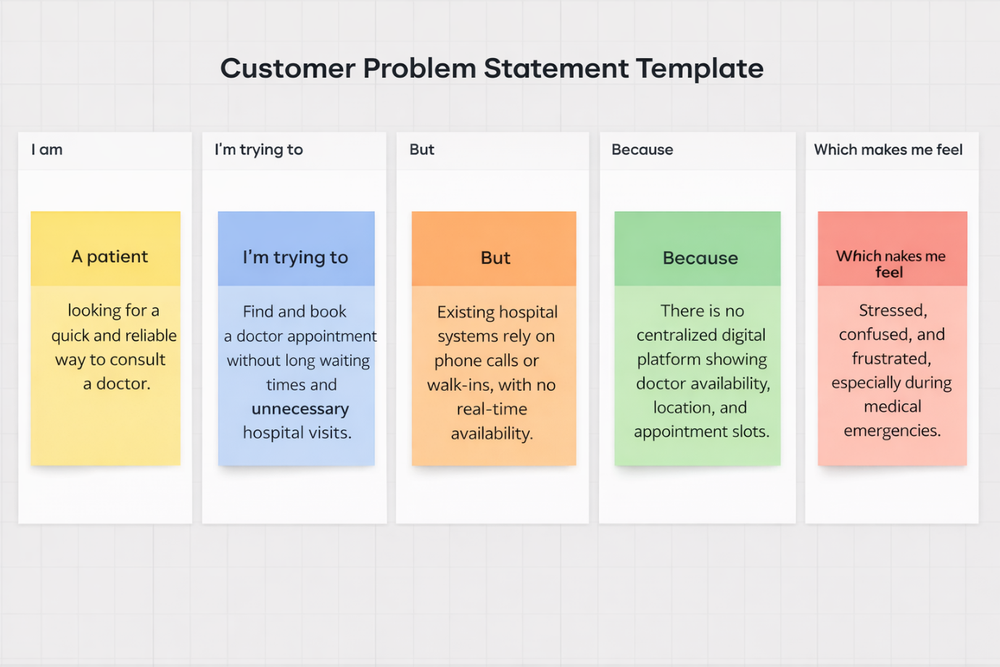 Customer Problem Statement Template
I am
A patient
looking for a
quick and reliable
way to consult
a doctor.
I'm trying to
I'm trying to
Find and book
a doctor appointment
without long waiting
times and
unnecessary
hospital visits.
But
But
Existing hospital
systems rely on
phone calls or
walk-ins, with no
real-time
availability.
Because
Because
There is no
centralized digital
platform showing
doctor availability,
location, and
appointment slots.
Which makes me feel
Which nakes me
feel
Stressed,
confused, and
frustrated,
especially during
medical
emergencies.